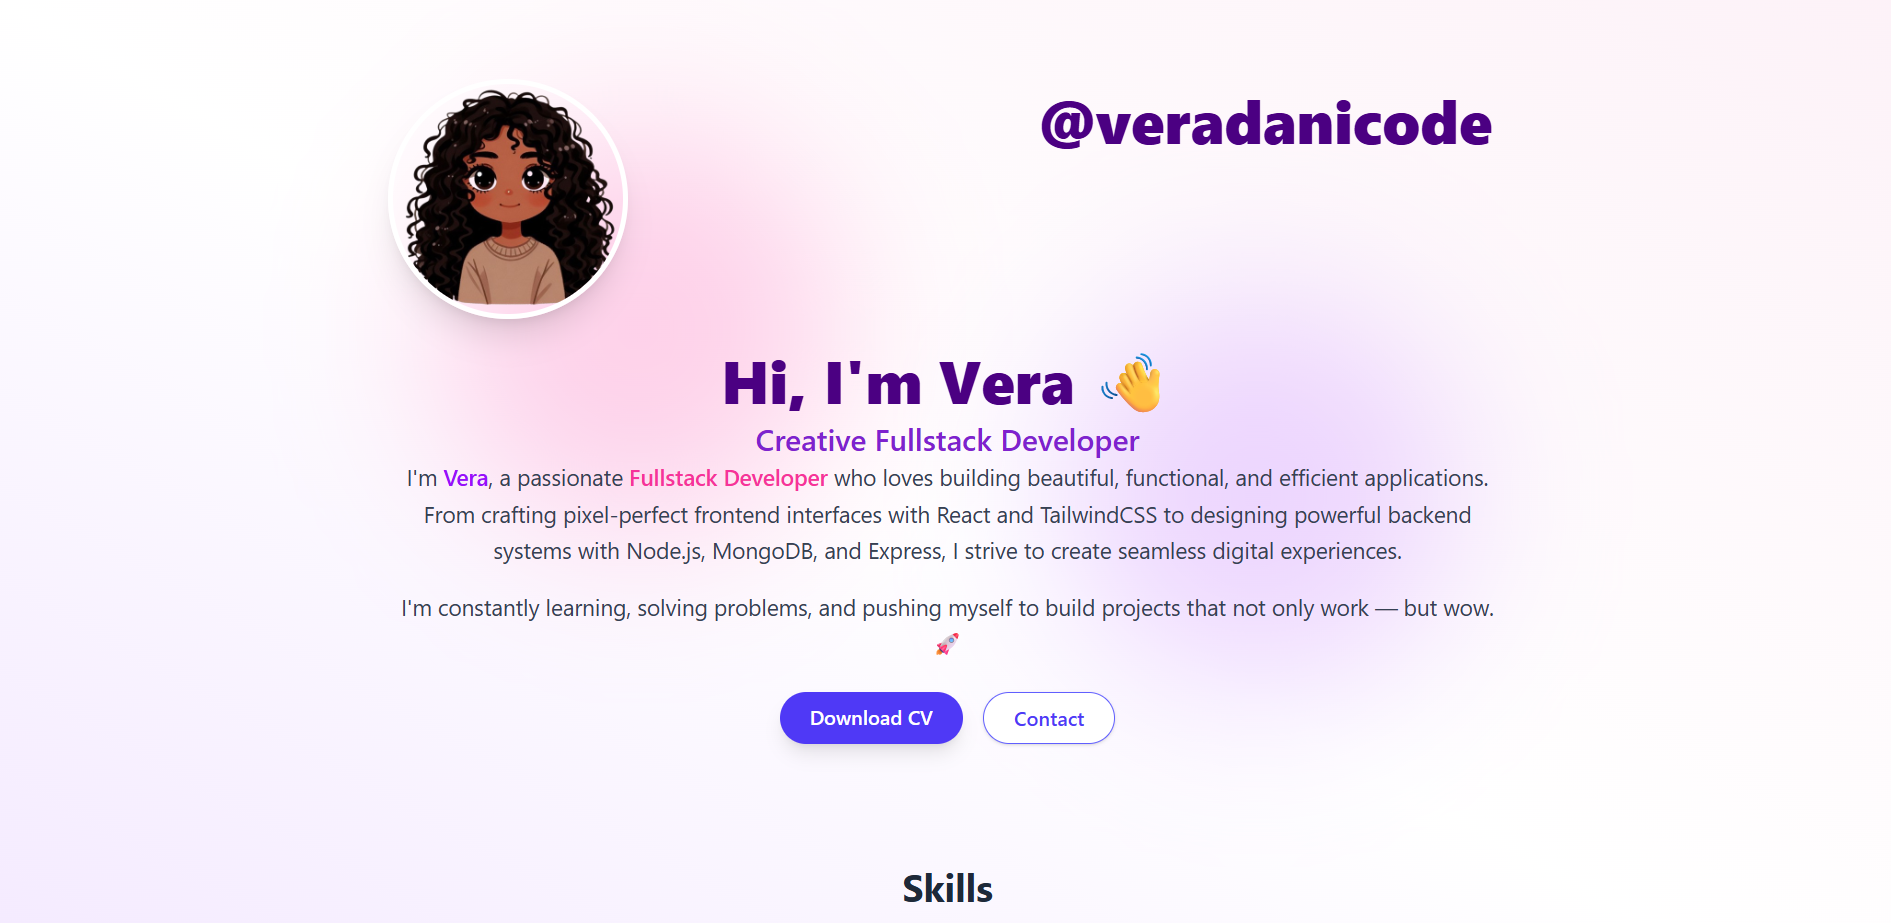 @veradanicode
Hi, I'm Vera 👋
Creative Fullstack Developer
I'm Vera, a passionate Fullstack Developer who loves building beautiful, functional, and efficient applications.
From crafting pixel-perfect frontend interfaces with React and TailwindCSS to designing powerful backend
systems with Node.js, MongoDB, and Express, I strive to create seamless digital experiences.
I'm constantly learning, solving problems, and pushing myself to build projects that not only work — but wow.
🚀
Download CV
Contact
Skills